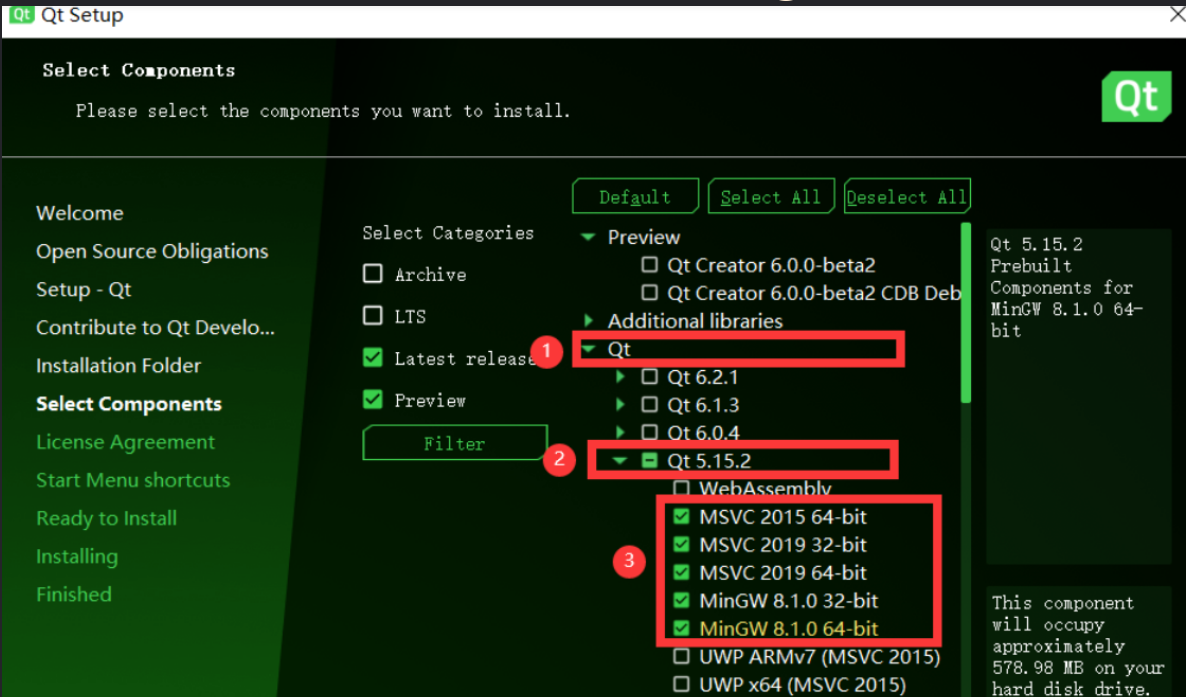 Qt Qt Setup
Select Components
Please select the components you want to install.
Qt
Welcome
Open Source Obligations
Setup - Qt
Contribute to Qt Develo...
Installation Folder
Select Components
License Agreement
Start Menu shortcuts
Ready to Install
Installing
Finished
Select Categories
Archive
LTS
Latest release
Preview
Filter
Default Select All Deselect All
Preview
Qt Creator 6.0.0-beta2
Qt Creator 6.0.0-beta2 CDB Deb
Additional libraries
1 Qt
Qt 6.2.1
Qt 6.1.3
Qt 6.0.4
2 Qt 5.15.2
WebAssembly
3
MSVC 2015 64-bit
MSVC 2019 32-bit
MSVC 2019 64-bit
MinGW 8.1.0 32-bit
MinGW 8.1.0 64-bit
UWP ARMv7 (MSVC 2015)
UWP x64 (MSVC 2015)
Qt 5.15.2
Prebuilt
Components for
MinGW 8.1.0 64-
bit
This component
will occupy
approximately
578.98 MB on your
hard disk drive.